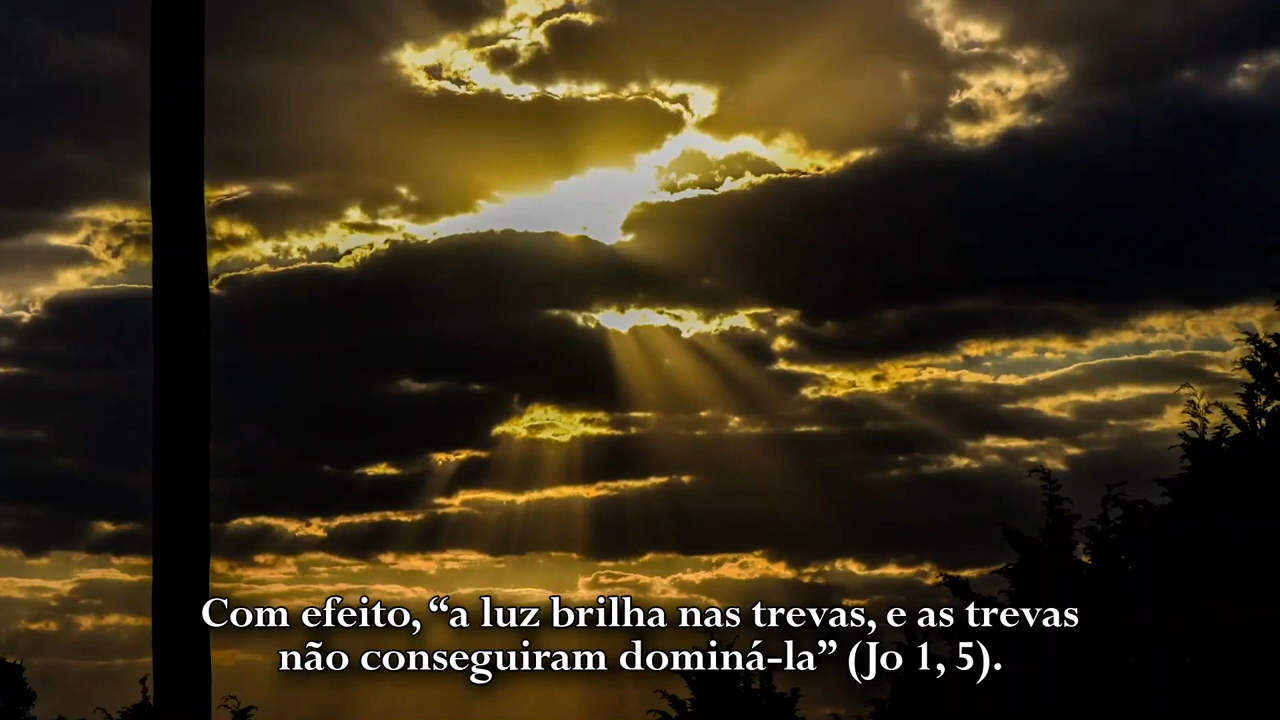 Com efeito, “a luz brilha nas trevas, e as trevas
não conseguiram dominá-la” (Jo 1, 5).